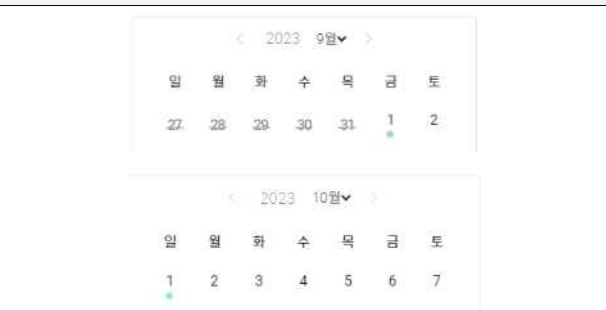 < 2023 9월 >
일 월 화 수 목 금 토
27 28 29 30 31 1 2
< 2023 10월 >
일 월 화 수 목 금 토
1 2 3 4 5 6 7